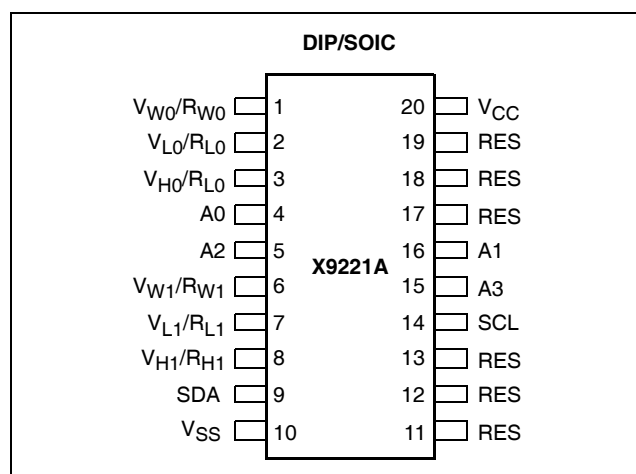 DIP/SOIC
VW0/RW0 1 20 VCC
VL0/RL0 2 19 RES
VH0/RL0 3 18 RES
A0 4 17 RES
A2 5 16 A1
X9221A
VW1/RW1 6 15 A3
VL1/RL1 7 14 SCL
VH1/RH1 8 13 RES
SDA 9 12 RES
VSS 10 11 RES